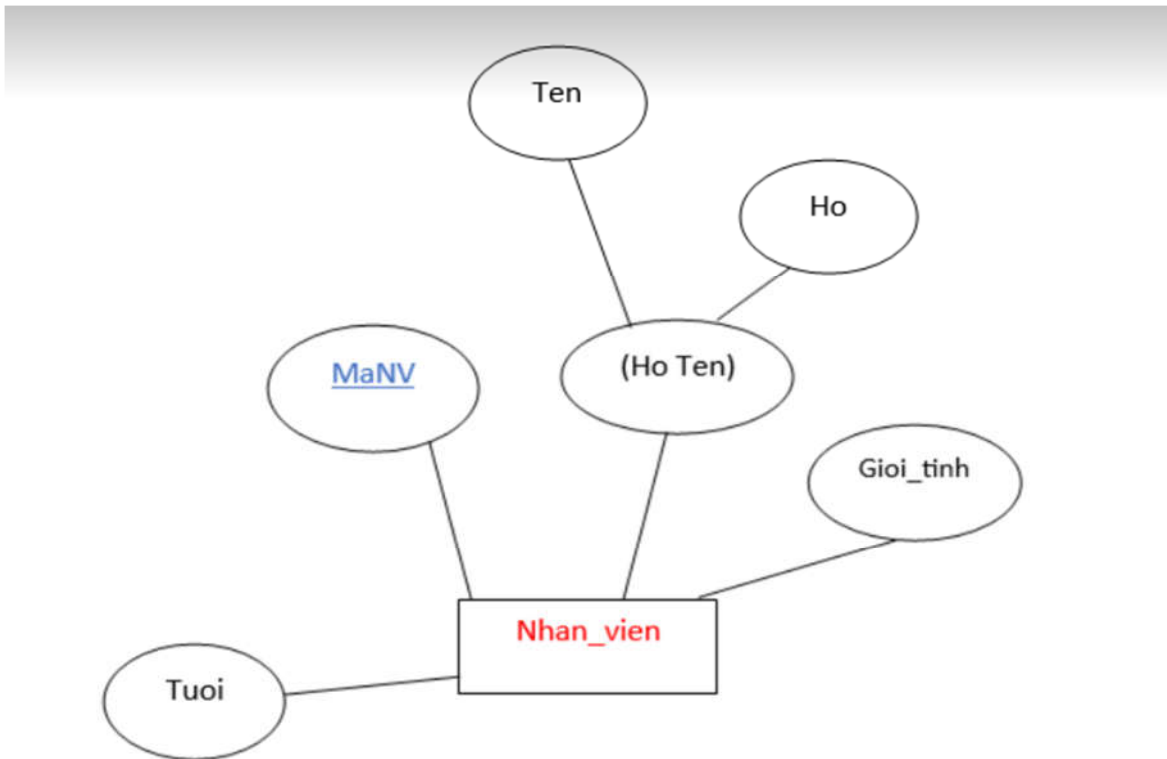 Ten
Ho
MaNV
(Ho Ten)
Gioi_tinh
Nhan_vien
Tuoi